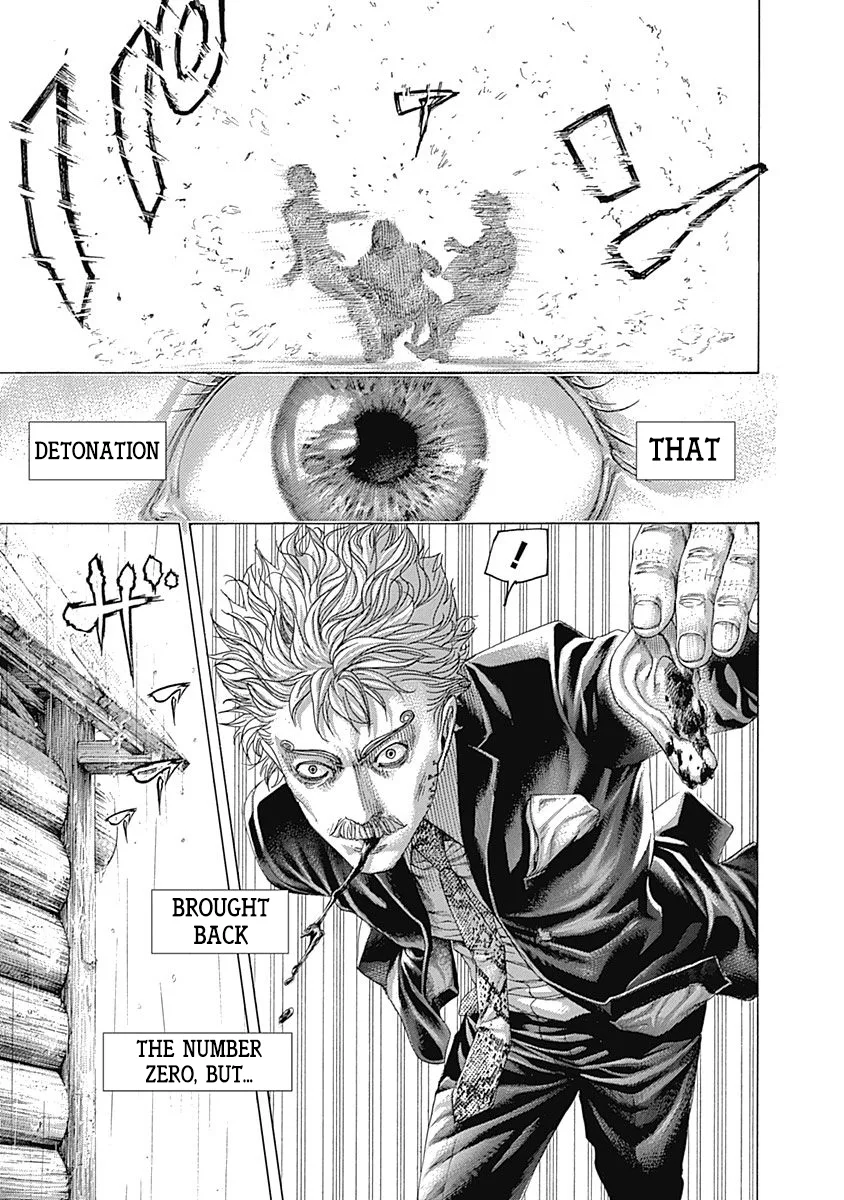 THAT
DETONATION
!
BROUGHT
BACK
THE NUMBER
ZERO, BUT...